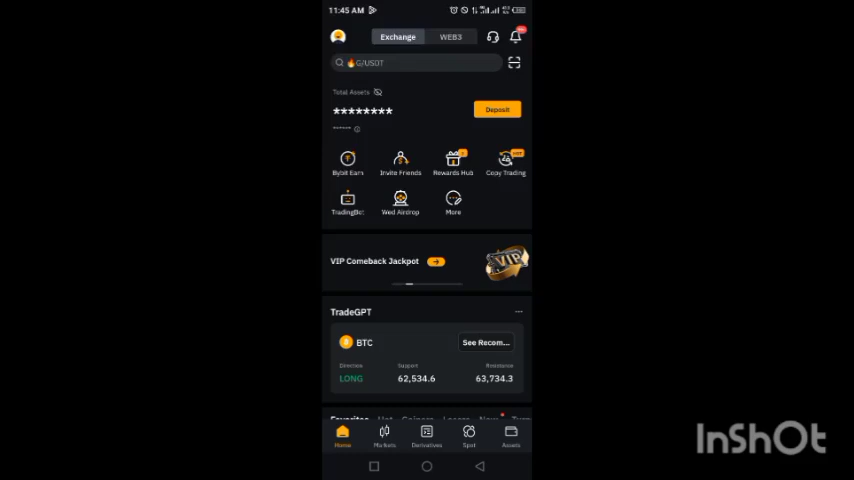 11:45 AM
Exchange WEB3
🔥G/USDT
Total Assets
******** Deposit
******
Bybit Earn Invite Friends Rewards Hub HOT Copy Trading
TradingBot Wed Airdrop More
VIP Comeback Jackpot
VIP
TradeGPT ...
BTC See Recom...
Direction Support Resistance
LONG 62,534.6 63,734.3
Favorites Hot Gainers Losers New
Home Markets Derivatives Spot Assets
InShOt